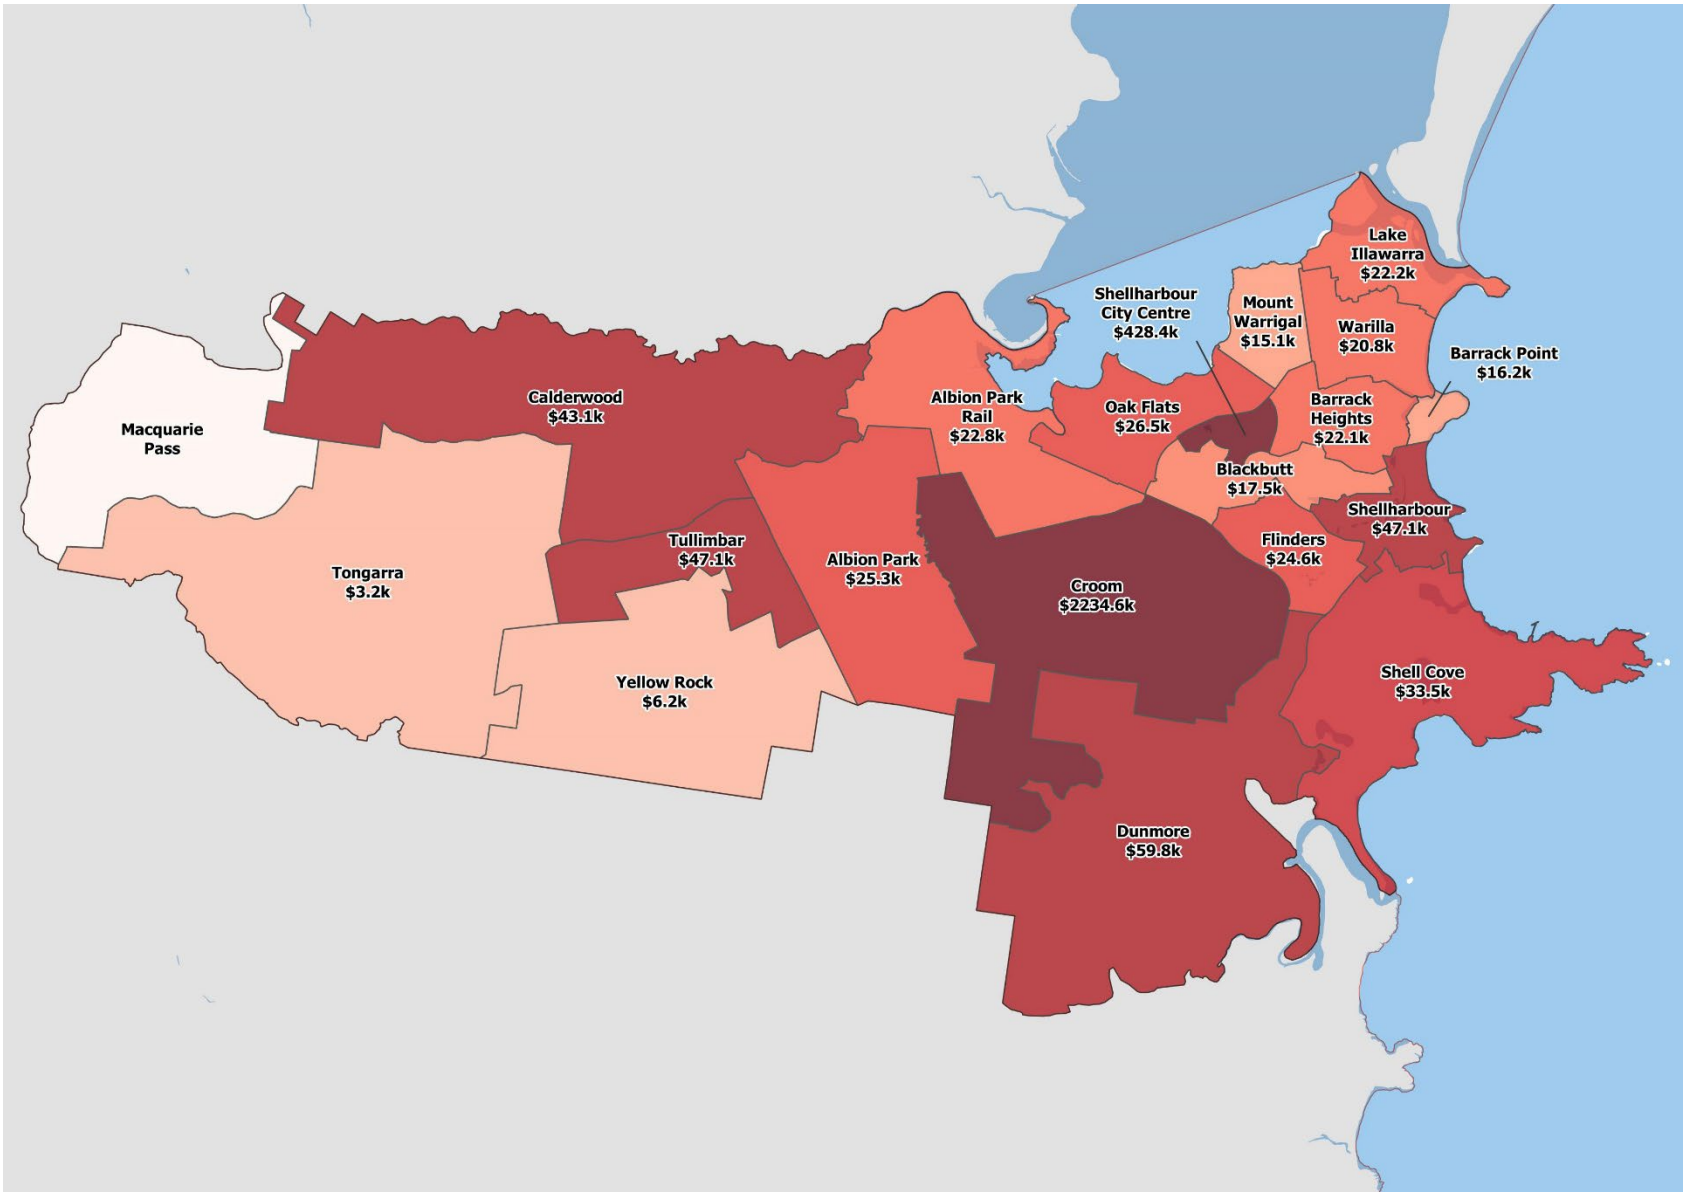 Lake
Illawarra
$22.2k
Shellharbour
City Centre
$428.4k
Mount
Warrigal
$15.1k
Warilla
$20.8k
Barrack Point
$16.2k
Calderwood
$43.1k
Albion Park
Rail
$22.8k
Oak Flats
$26.5k
Barrack
Heights
$22.1k
Macquarie
Pass
Blackbutt
$17.5k
Shellharbour
$47.1k
Tullimbar
$47.1k
Flinders
$24.6k
Albion Park
$25.3k
Tongarra
$3.2k
Croom
$2234.6k
Yellow Rock
$6.2k
Shell Cove
$33.5k
Dunmore
$59.8k